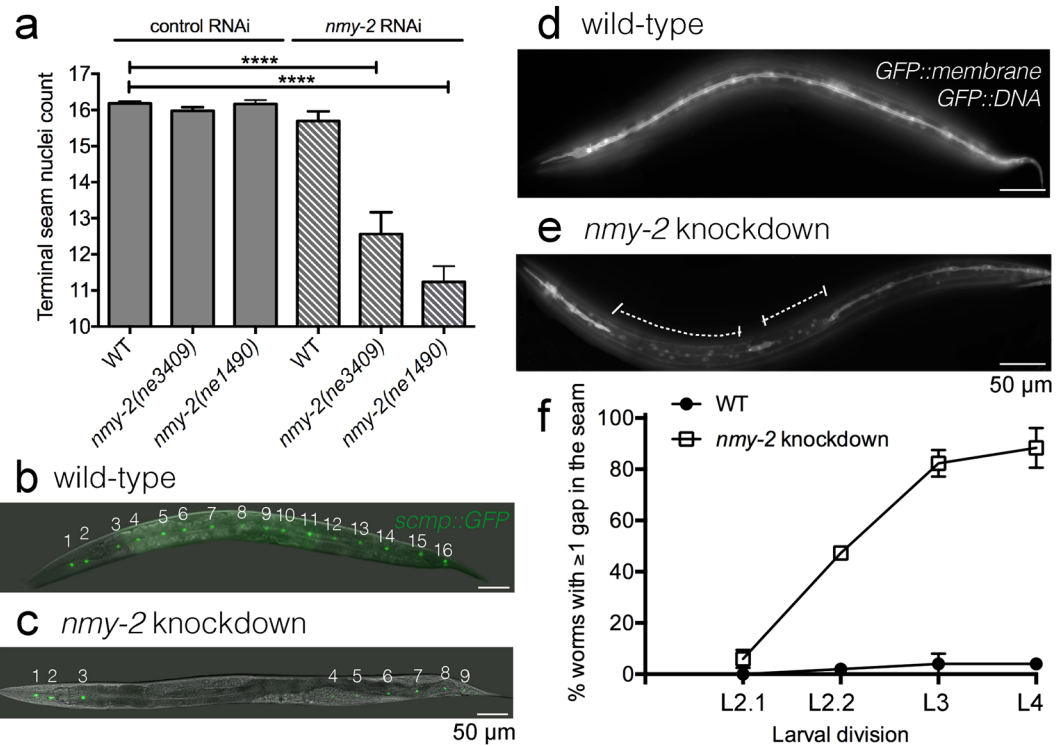 a
control RNAi
nmy-2 RNAi
****
****
Terminal seam nuclei count
17
16
15
14
13
12
11
10
WT
nmy-2(ne3409)
nmy-2(ne1490)
WT
nmy-2(ne3409)
nmy-2(ne1490)
b wild-type
scmp::GFP
1 2 3 4 5 6 7 8 9 10 11 12 13 14 15 16
c nmy-2 knockdown
1 2 3 4 5 6 7 8 9
50 µm
d wild-type
GFP::membrane
GFP::DNA
e nmy-2 knockdown
50 µm
f
WT
nmy-2 knockdown
% worms with ≥1 gap in the seam
100
80
60
40
20
0
L2.1 L2.2 L3 L4
Larval division